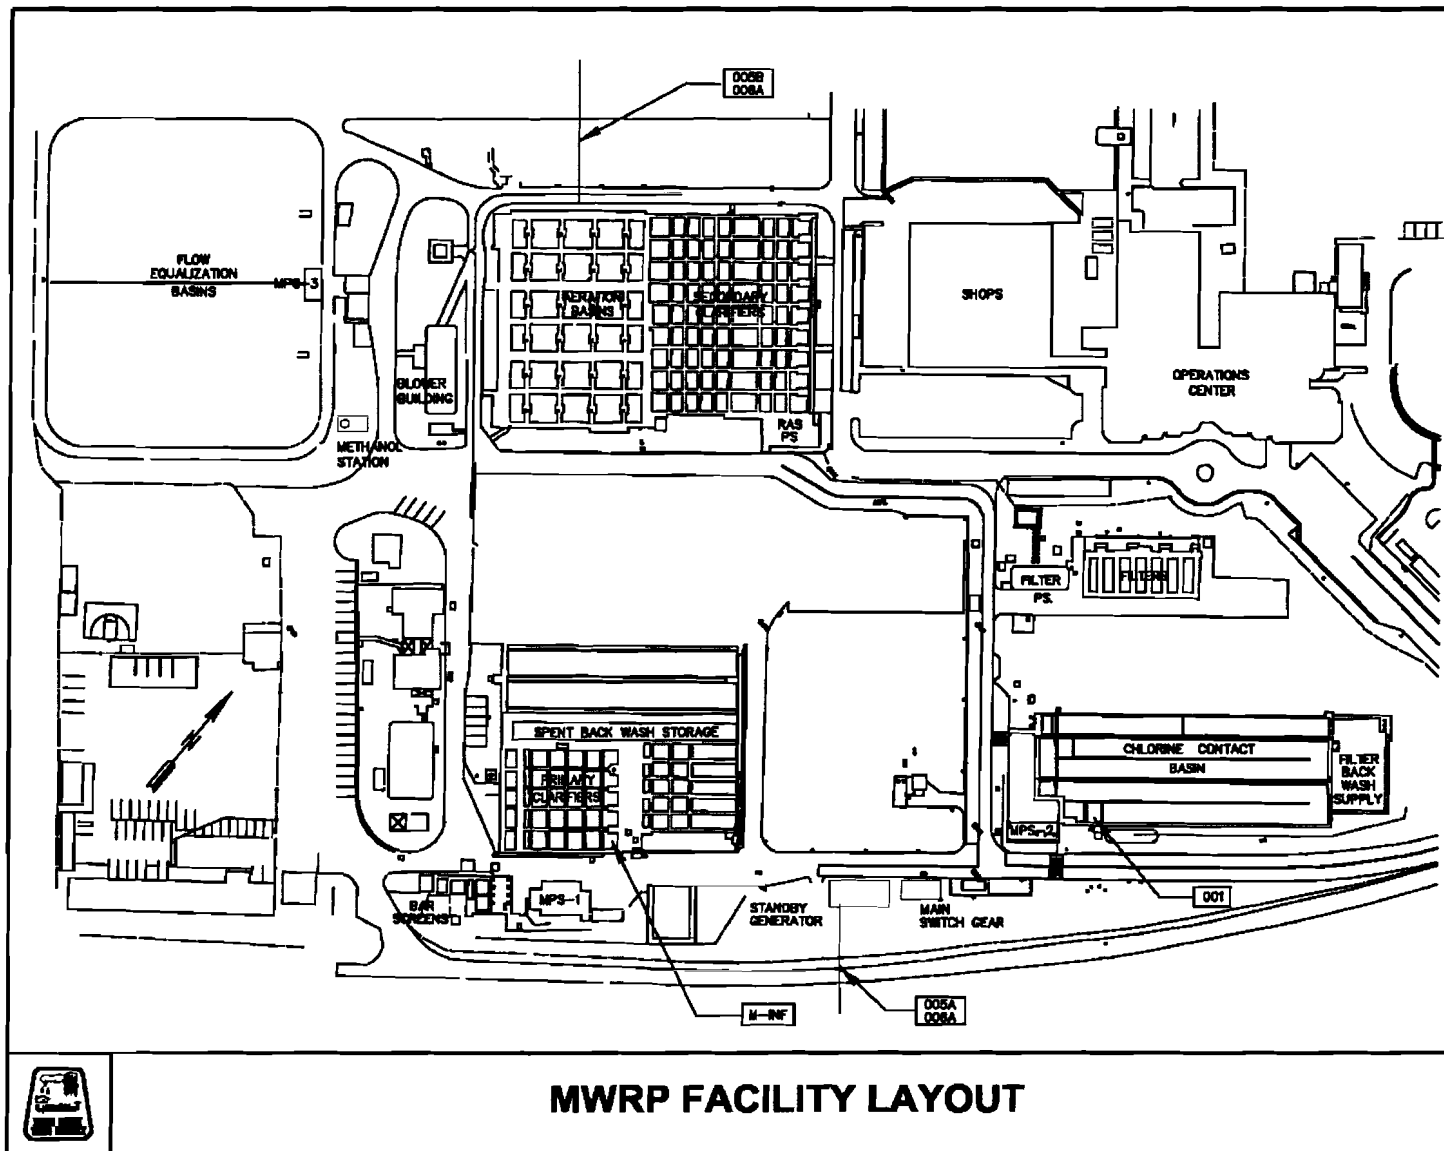 005B
006A
FLOW
EQUALIZATION
BASINS
MPS-3
AERATION
BASINS
SECONDARY
CLARIFIERS
SHOPS
OPERATIONS
CENTER
BLOWER
BUILDING
RAS
PS
METHANOL
STATION
FILTER
PS.
FILTERS
N
SPENT BACK WASH STORAGE
PRIMARY
CLARIFIERS
CHLORINE CONTACT
BASIN
FILTER
BACK
WASH
SUPPLY
MPS-2
BAR
SCREENS
MPS-1
STANDBY
GENERATOR
MAIN
SWITCH GEAR
001
M-INF
005A
006A
MWRP FACILITY LAYOUT